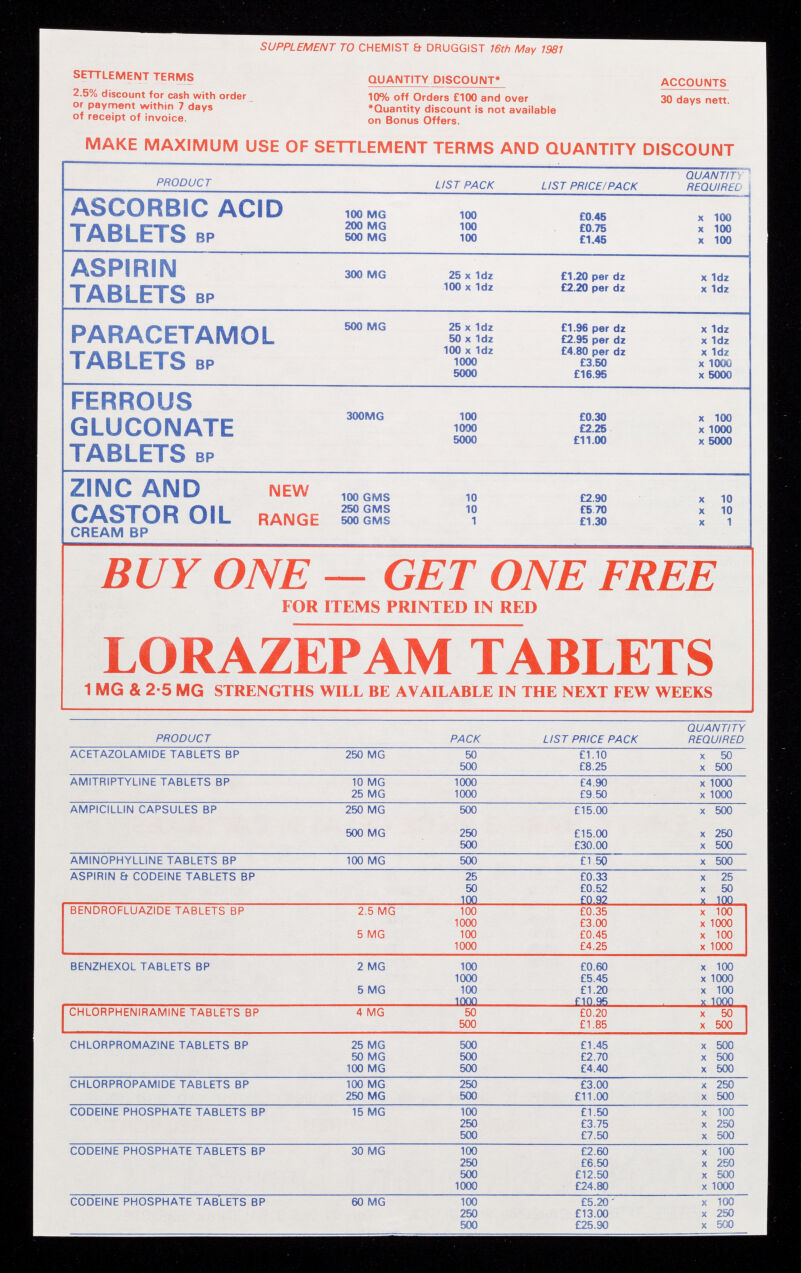 SUPPLEMENT TO CHEMIST & DRUGGIST 16th May 1981
SETTLEMENT TERMS
2.5% discount for cash with order
or payment within 7 days
of receipt of invoice.
QUANTITY DISCOUNT*
10% off Orders £100 and over
*Quantity discount is not available
on Bonus Offers.
ACCOUNTS
30 days nett.
MAKE MAXIMUM USE OF SETTLEMENT TERMS AND QUANTITY DISCOUNT
PRODUCT LIST PACK LIST PRICE/PACK QUANTITY REQUIRED
ASCORBIC ACID
TABLETS BP
100 MG 100 £0.45 x 100
200 MG 100 £0.75 x 100
500 MG 100 £1.45 x 100
ASPIRIN
TABLETS BP
300 MG 25 x 1dz £1.20 per dz x 1dz
100 x 1dz £2.20 per dz x 1dz
PARACETAMOL
TABLETS BP
500 MG 25 x 1dz £1.96 per dz x 1dz
50 x 1dz £2.95 per dz x 1dz
100 x 1dz £4.80 per dz x 1dz
1000 £3.50 x 1000
5000 £16.95 x 5000
FERROUS
GLUCONATE
TABLETS BP
300MG 100 £0.30 x 100
1000 £2.25 x 1000
5000 £11.00 x 5000
ZINC AND
CASTOR OIL
CREAM BP
NEW
RANGE
100 GMS 10 £2.90 x 10
250 GMS 10 £5.70 x 10
500 GMS 1 £1.30 x 1
BUY ONE — GET ONE FREE
FOR ITEMS PRINTED IN RED
LORAZEPAM TABLETS
1 MG & 2·5 MG STRENGTHS WILL BE AVAILABLE IN THE NEXT FEW WEEKS
PRODUCT PACK LIST PRICE PACK QUANTITY REQUIRED
ACETAZOLAMIDE TABLETS BP 250 MG 50 £1.10 x 50
500 £8.25 x 500
AMITRIPTYLINE TABLETS BP 10 MG 1000 £4.90 x 1000
25 MG 1000 £9.50 x 1000
AMPICILLIN CAPSULES BP 250 MG 500 £15.00 x 500
500 MG 250 £15.00 x 250
500 £30.00 x 500
AMINOPHYLLINE TABLETS BP 100 MG 500 £1.50 x 500
ASPIRIN & CODEINE TABLETS BP 25 £0.33 x 25
50 £0.52 x 50
100 £0.92 x 100
BENDROFLUAZIDE TABLETS BP 2.5 MG 100 £0.35 x 100
1000 £3.00 x 1000
5 MG 100 £0.45 x 100
1000 £4.25 x 1000
BENZHEXOL TABLETS BP 2 MG 100 £0.60 x 100
1000 £5.45 x 1000
5 MG 100 £1.20 x 100
1000 £10.95 x 1000
CHLORPHENIRAMINE TABLETS BP 4 MG 50 £0.20 x 50
500 £1.85 x 500
CHLORPROMAZINE TABLETS BP 25 MG 500 £1.45 x 500
50 MG 500 £2.70 x 500
100 MG 500 £4.40 x 500
CHLORPROPAMIDE TABLETS BP 100 MG 250 £3.00 x 250
250 MG 500 £11.00 x 500
CODEINE PHOSPHATE TABLETS BP 15 MG 100 £1.50 x 100
250 £3.75 x 250
500 £7.50 x 500
CODEINE PHOSPHATE TABLETS BP 30 MG 100 £2.60 x 100
250 £6.50 x 250
500 £12.50 x 500
1000 £24.80 x 1000
CODEINE PHOSPHATE TABLETS BP 60 MG 100 £5.20 x 100
250 £13.00 x 250
500 £25.90 x 500